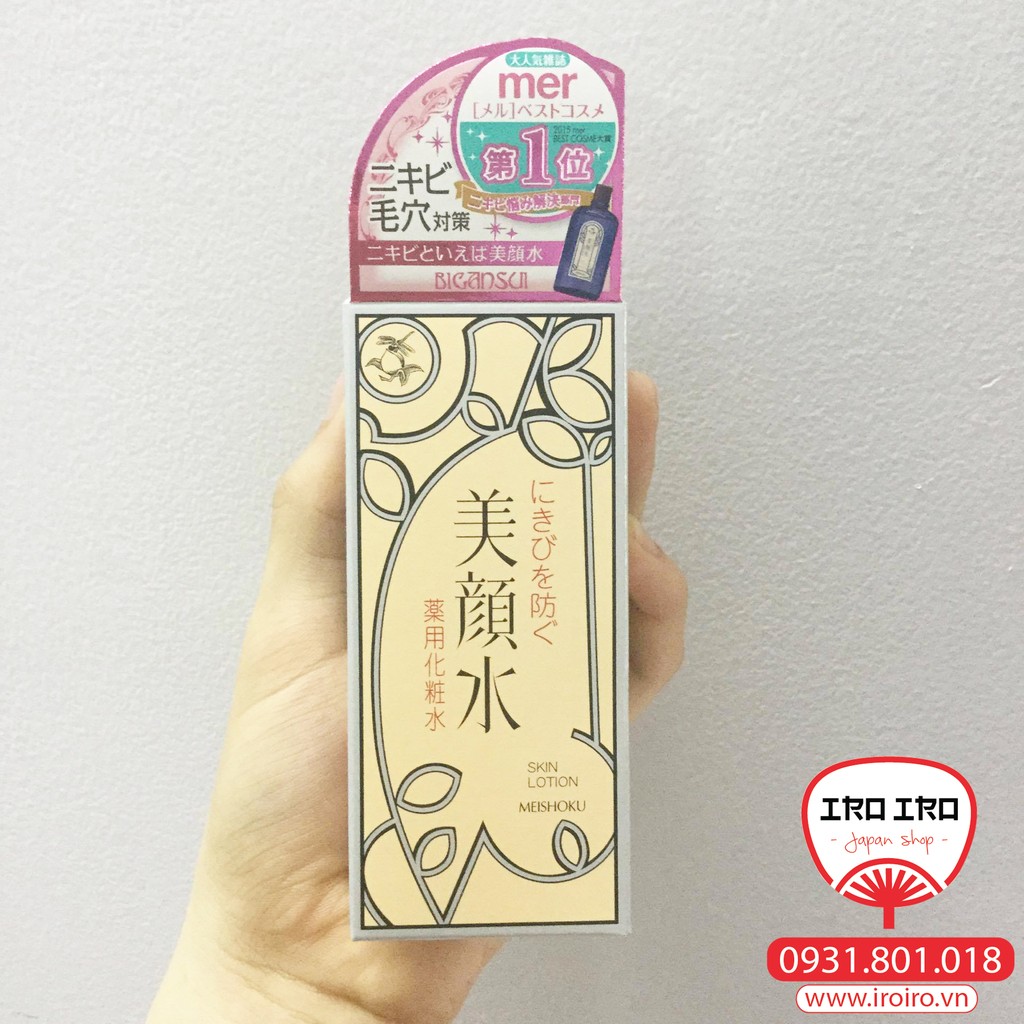 大人気雑誌
mer
[メル]ベストコスメ
2015 mer
BEST COSME大賞
第1位
ニキビ悩み解決部門
ニキビ
毛穴対策
ニキビといえば美顔水
BIGANSUI
にきびを防ぐ
美顔水
薬用化粧水
SKIN
LOTION
MEISHOKU
IRO IRO
- Japan Shop -
0931.801.018
www.iroiro.vn